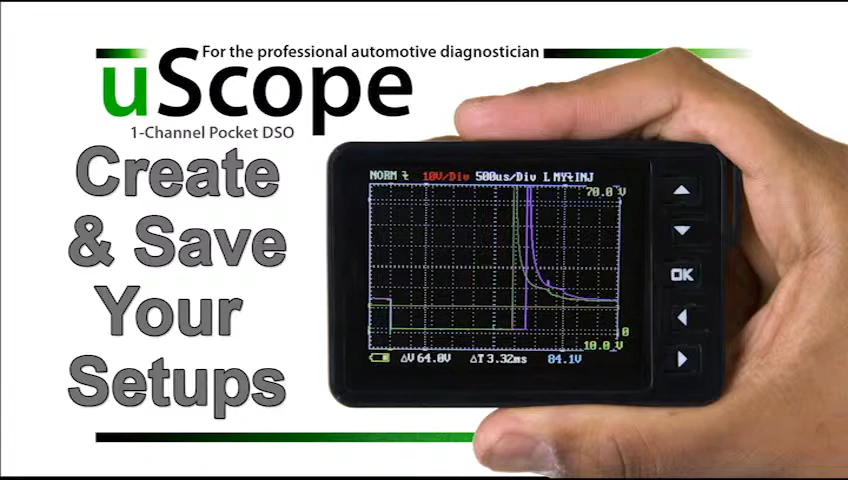 For the professional automotive diagnostician
uScope
1-Channel Pocket DSO
Create
& Save
Your
Setups
NORM 10V/Div 500us/Div L MY INJ
70.0 V
0
10.0 V
ΔV 64.0V ΔT 3.32ms 84.1V
OK